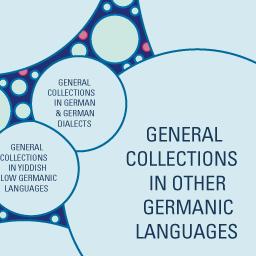 GENERAL
COLLECTIONS
IN GERMAN
& GERMAN
DIALECTS
GENERAL
COLLECTIONS
IN YIDDISH
LOW GERMANIC
LANGUAGES
GENERAL
COLLECTIONS
IN OTHER
GERMANIC
LANGUAGES